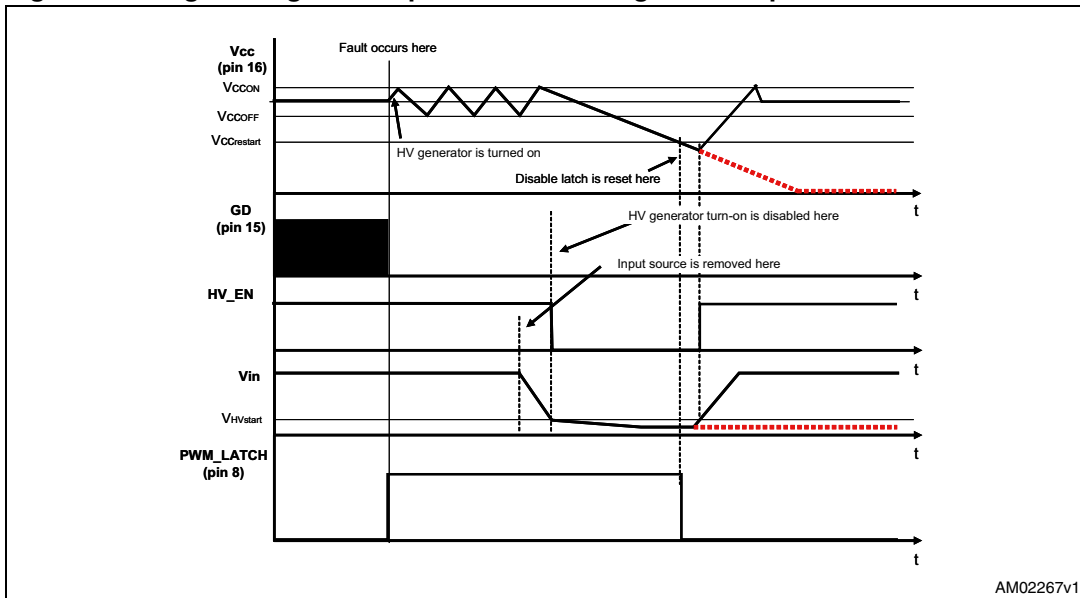 Vcc
(pin 16)
Fault occurs here
VCCON
VCCOFF
VCCrestart
HV generator is turned on
Disable latch is reset here
t
GD
(pin 15)
HV generator turn-on is disabled here
Input source is removed here
t
HV_EN
t
Vin
VHVstart
t
PWM_LATCH
(pin 8)
t
AM02267v1